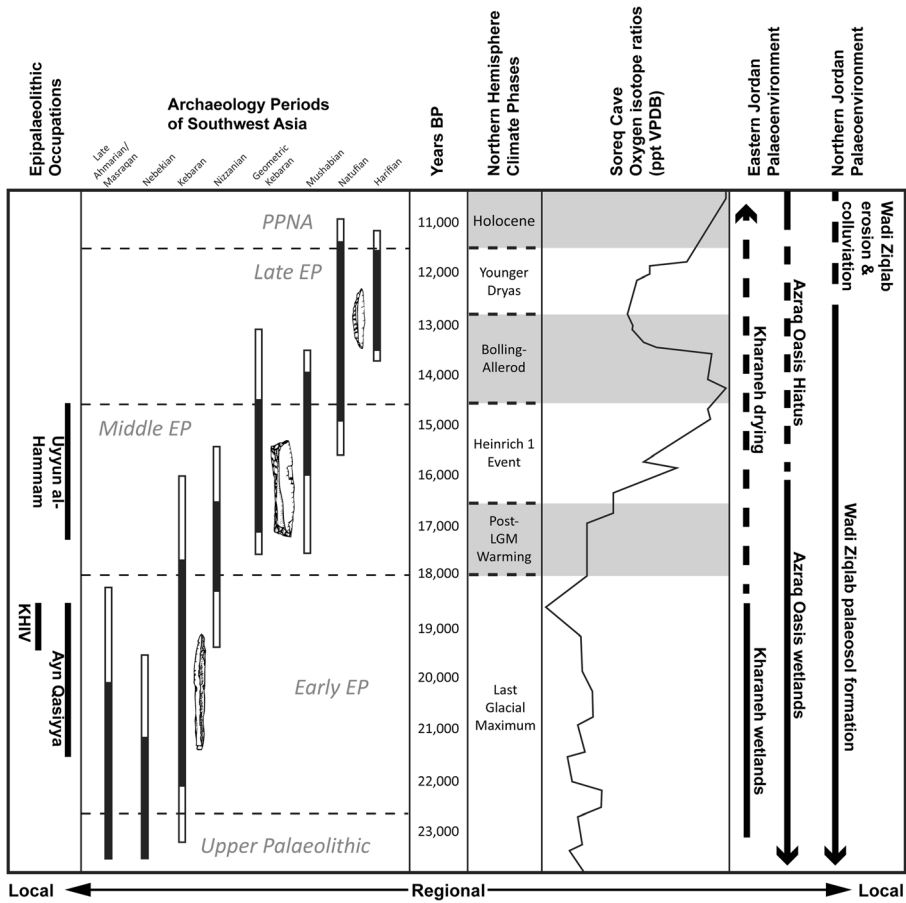 Epipalaeolithic
Occupations
Archaeology Periods
of Southwest Asia
Late
Ahmarian/
Masraqan
Nebekian
Kebaran
Nizzanian
Geometric
Kebaran
Mushabian
Natufian
Harifian
Years BP
Northern Hemisphere
Climate Phases
Soreq Cave
Oxygen isotope ratios
(ppt VPDB)
Eastern Jordan
Palaeoenvironment
Northern Jordan
Palaeoenvironment
Uyyun al-
Hammam
KHIV
Ayn Qasiyya
PPNA
Late EP
Middle EP
Early EP
Upper Palaeolithic
11,000
12,000
13,000
14,000
15,000
16,000
17,000
18,000
19,000
20,000
21,000
22,000
23,000
Holocene
Younger
Dryas
Bolling-
Allerod
Heinrich 1
Event
Post-
LGM
Warming
Last
Glacial
Maximum
Kharaneh drying
Kharaneh wetlands
Azraq Oasis Hiatus
Azraq Oasis wetlands
Wadi Ziqlab
erosion &
colluviation
Wadi Ziqlab palaeosol formation
Local
Regional
Local